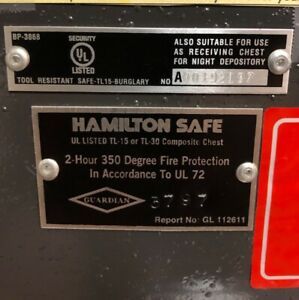 BP-3868
SECURITY
UL
LISTED
TOOL RESISTANT SAFE-TL15-BURGLARY
ALSO SUITABLE FOR USE
AS RECEIVING CHEST
FOR NIGHT DEPOSITORY
NO A
HAMILTON SAFE
UL LISTED TL-15 or TL-30 Composite Chest
2-Hour 350 Degree Fire Protection
In Accordance To UL 72
GUARDIAN
3797
Report No: GL 112611